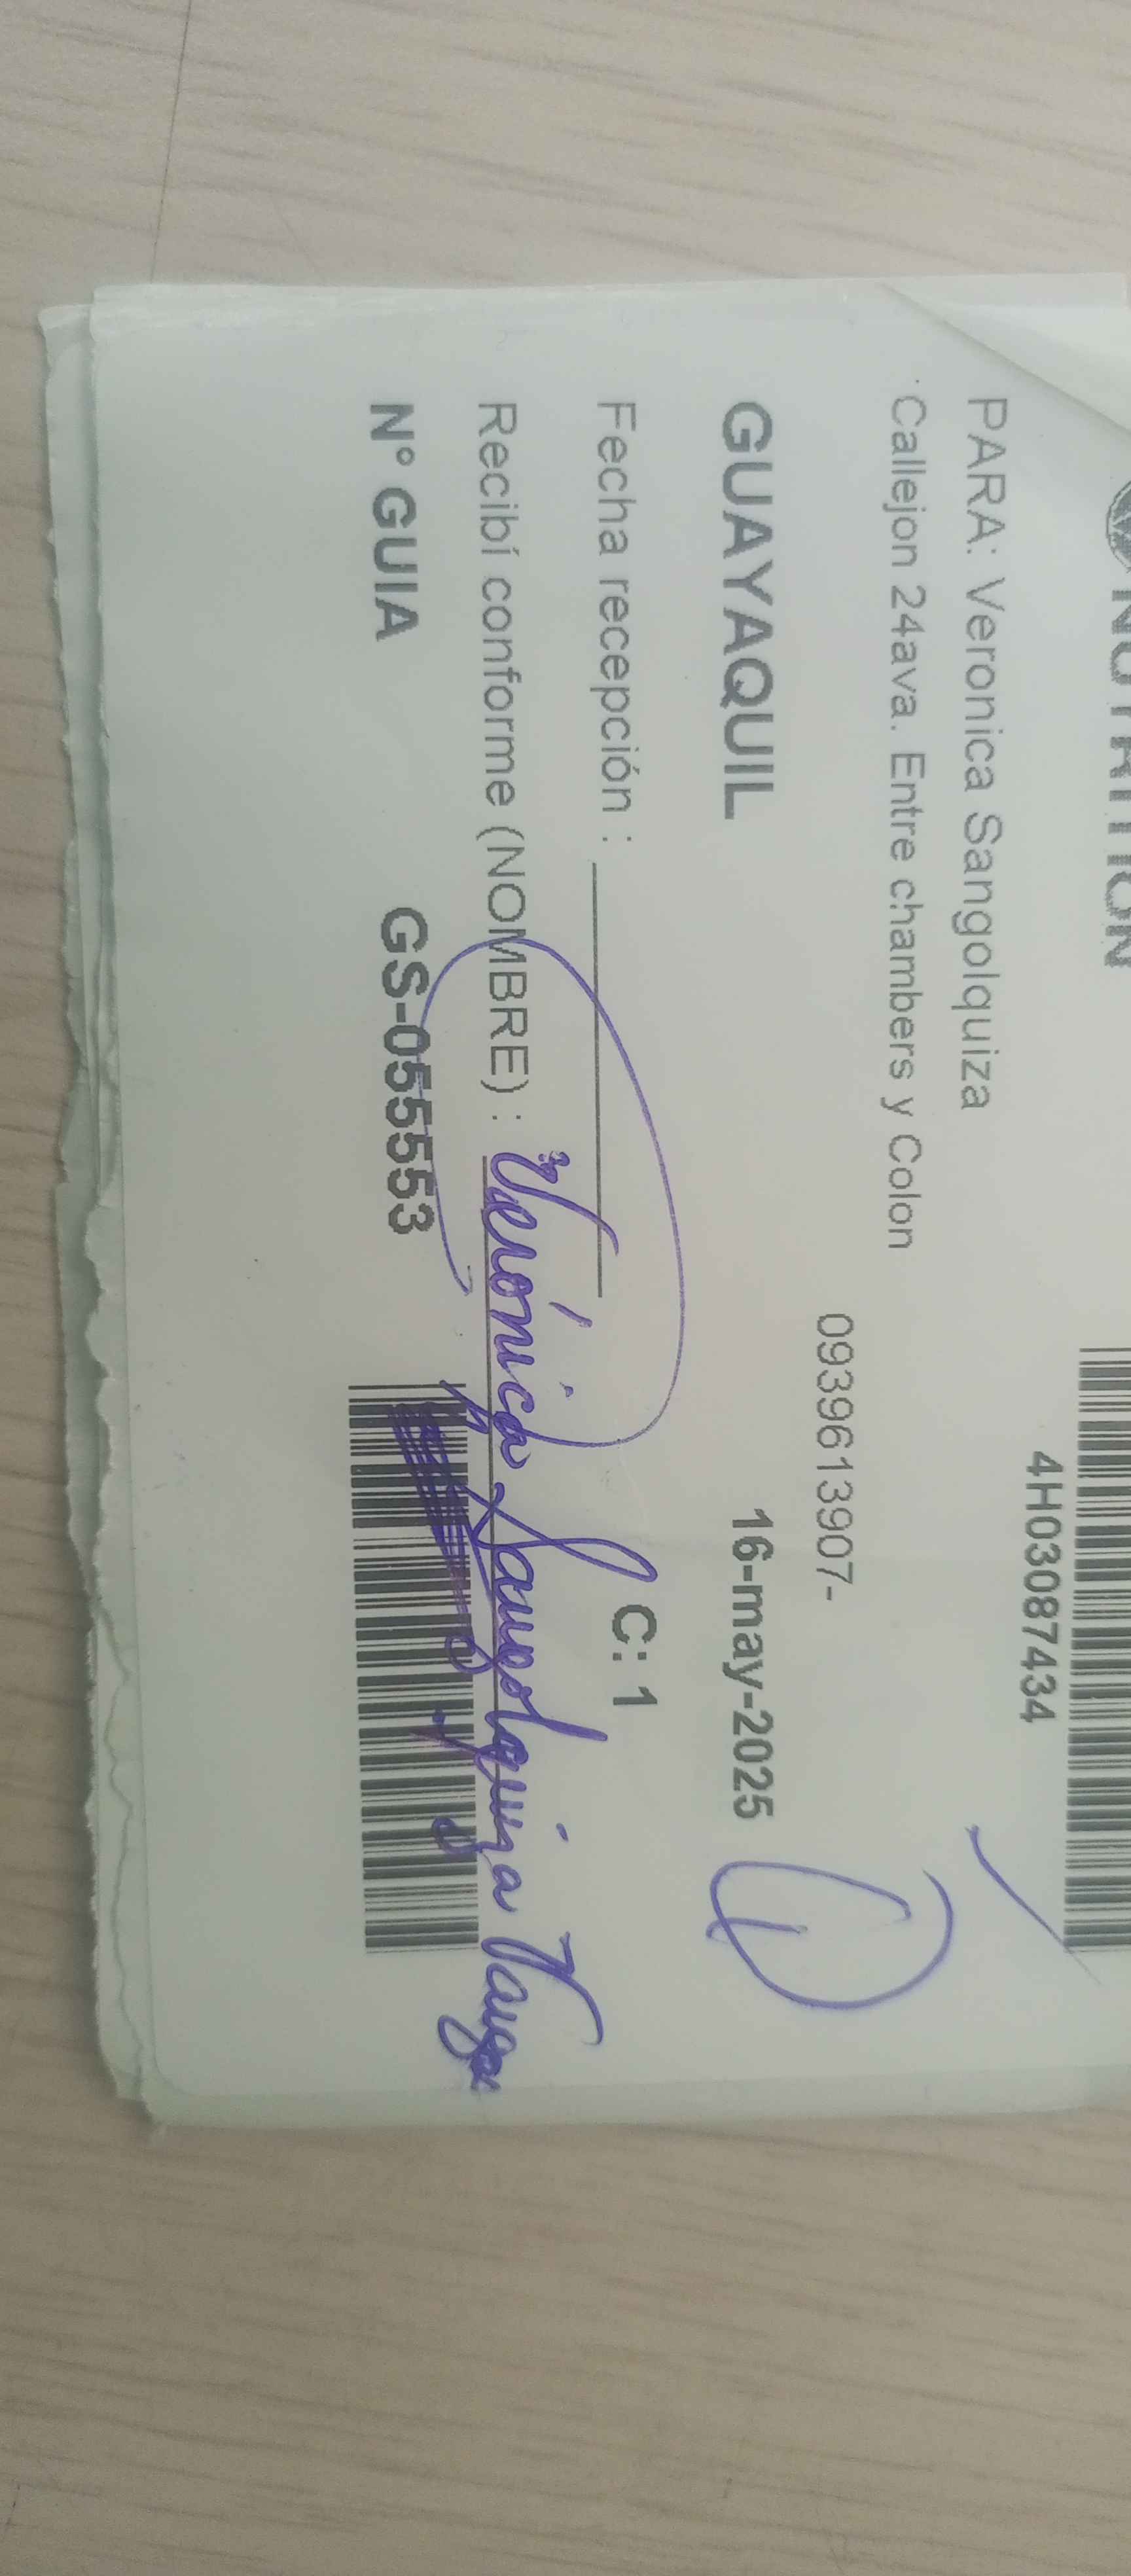 NUTRITION
4H03087434
PARA: Veronica Sangolquiza
Callejon 24ava. Entre chambers y Colon
0939613907-
GUAYAQUIL 16-may-2025
Fecha recepción :
C: 1
Recibí conforme (NOMBRE) : Verónica Sangolquiza Vargas
N° GUIA GS-055553